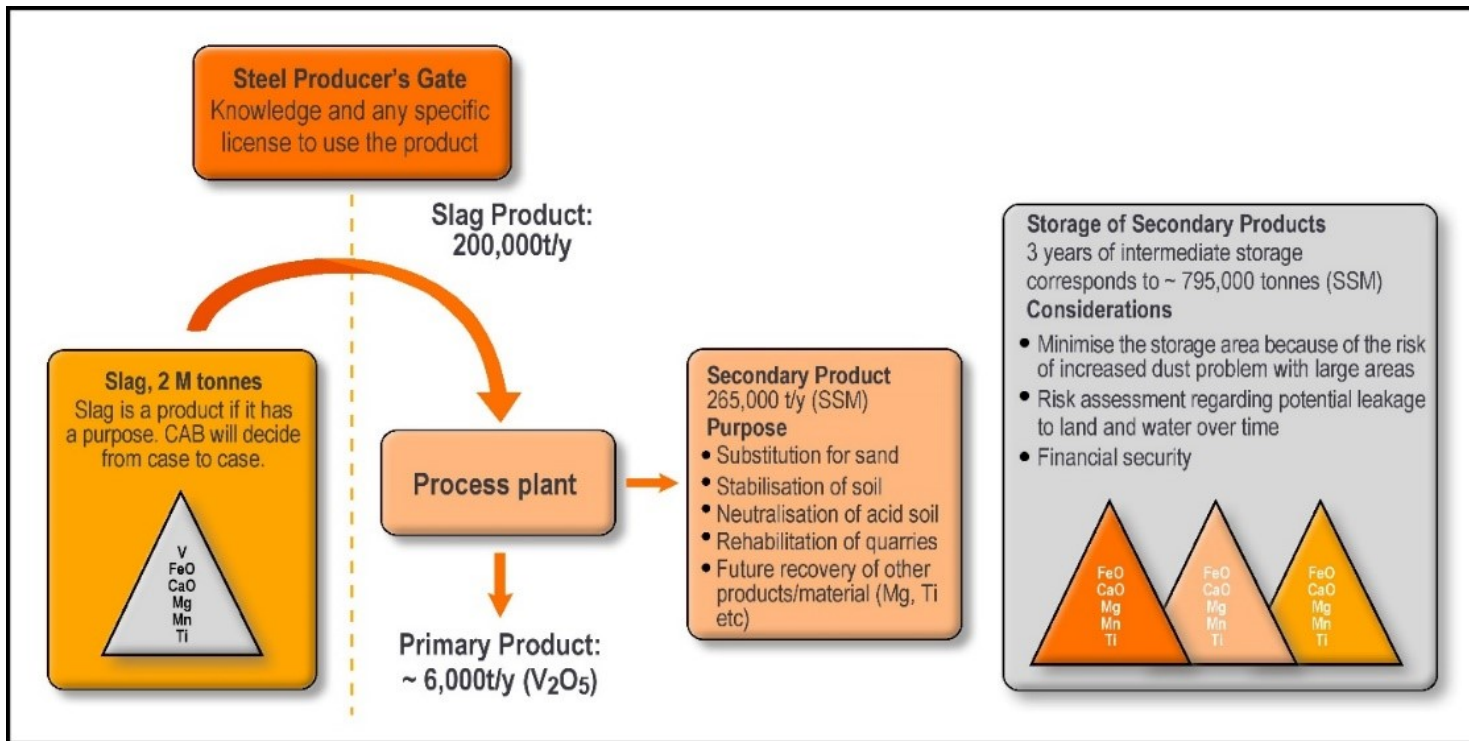 Steel Producer's Gate
Knowledge and any specific
license to use the product
Slag Product:
200,000t/y
Slag, 2 M tonnes
Slag is a product if it has
a purpose. CAB will decide
from case to case.
V
FeO
CaO
Mg
Mn
Ti
Process plant
Primary Product:
~ 6,000t/y (V₂O₅)
Secondary Product
265,000 t/y (SSM)
Purpose
• Substitution for sand
• Stabilisation of soil
• Neutralisation of acid soil
• Rehabilitation of quarries
• Future recovery of other
products/material (Mg, Ti
etc)
Storage of Secondary Products
3 years of intermediate storage
corresponds to ~ 795,000 tonnes (SSM)
Considerations
• Minimise the storage area because of the risk
of increased dust problem with large areas
• Risk assessment regarding potential leakage
to land and water over time
• Financial security
FeO
CaO
Mg
Mn
Ti
FeO
CaO
Mg
Mn
Ti
FeO
CaO
Mg
Mn
Ti